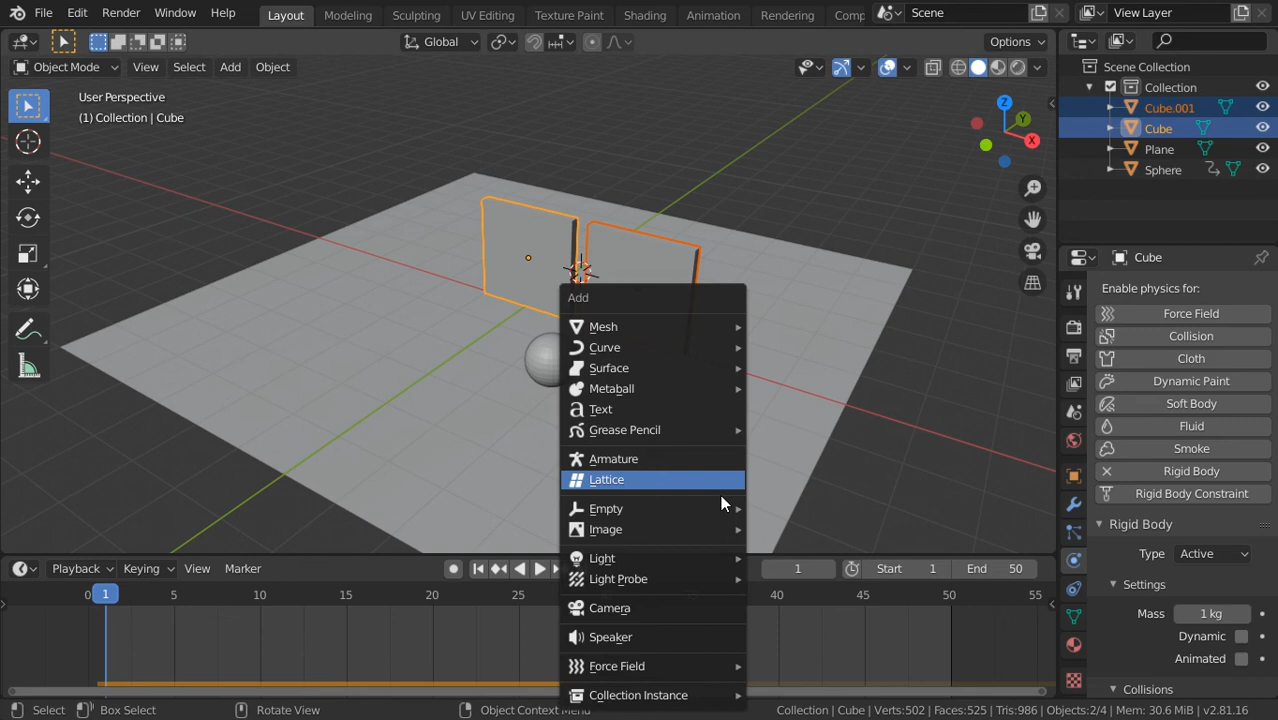 File Edit Render Window Help Layout Modeling Sculpting UV Editing Texture Paint Shading Animation Rendering Comp Scene View Layer
Global Options
Object Mode View Select Add Object
User Perspective
(1) Collection | Cube
Z
Y
X
Scene Collection
Collection
Cube.001
Cube
Plane
Sphere
Cube
Enable physics for:
Force Field
Collision
Cloth
Dynamic Paint
Soft Body
Fluid
Smoke
Rigid Body
Rigid Body Constraint
Rigid Body
Type Active
Settings
Mass 1 kg
Dynamic
Animated
Collisions
Add
Mesh
Curve
Surface
Metaball
Text
Grease Pencil
Armature
Lattice
Empty
Image
Light
Light Probe
Camera
Speaker
Force Field
Collection Instance
Playback Keying View Marker 1 Start 1 End 50
0 1 5 10 15 20 25 40 45 50 55
Select Box Select Rotate View Object Context Menu Collection | Cube | Verts:502 | Faces:525 | Tris:986 | Objects:2/4 | Mem: 30.6 MiB | v2.81.16